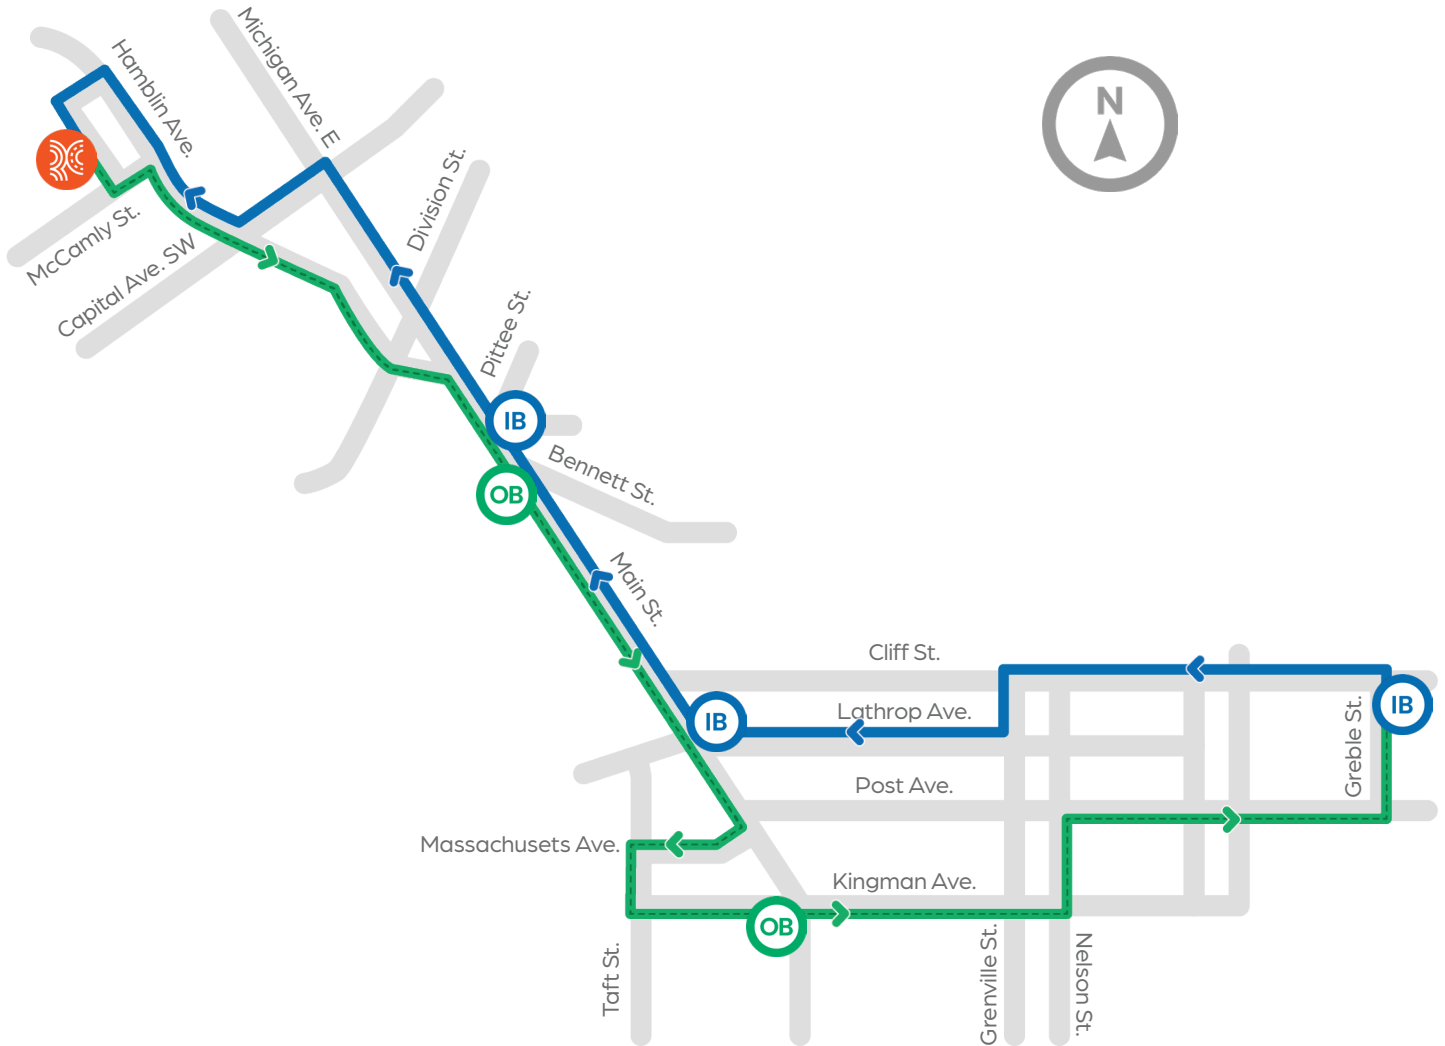 Hamblin Ave.
Michigan Ave. E
N
Division St.
McCamly St.
Capital Ave. SW
Pittee St.
IB
Bennett St.
OB
Main St.
Cliff St.
Lathrop Ave.
IB
Greble St.
IB
Post Ave.
Massachusets Ave.
Kingman Ave.
OB
Taft St.
Grenville St.
Nelson St.